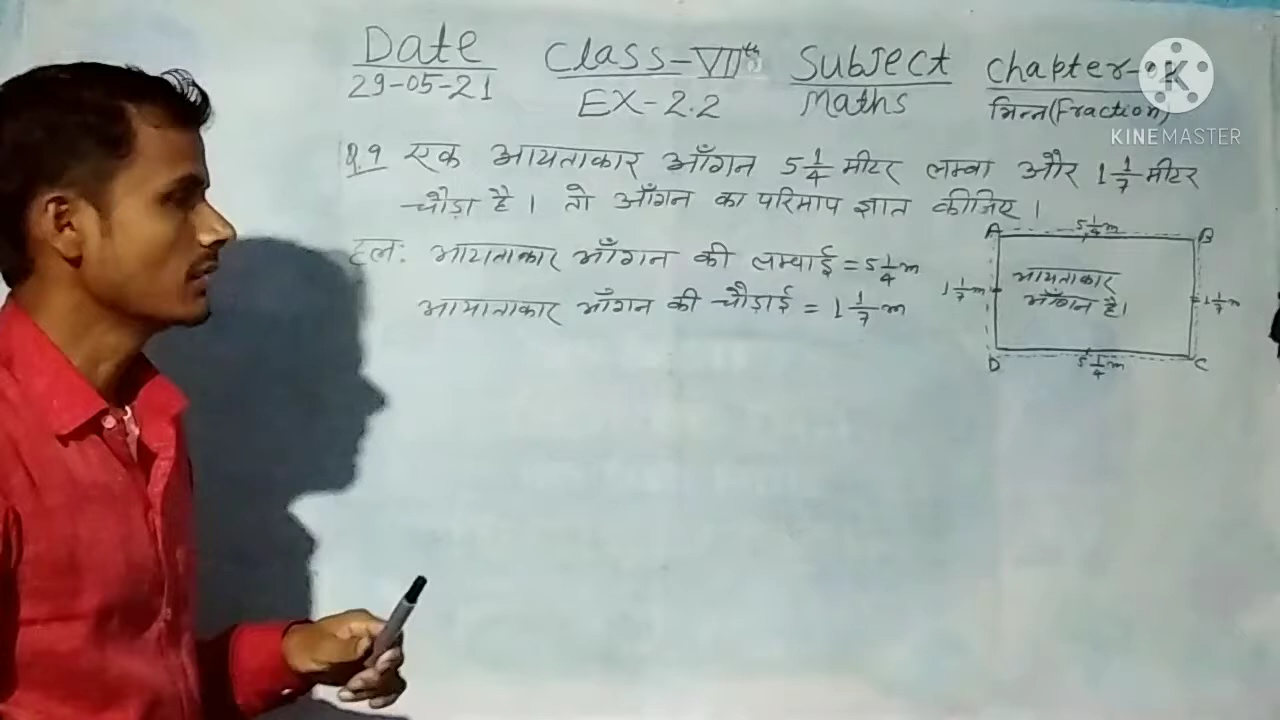 Date Class-VIIth Subject Chapter-
29-05-21 EX-2.2 Maths भिन्न(Fraction)
KINEMASTER
Q.9 एक आयताकार आँगन 5 1/4 मीटर लम्बा और 1 1/7 मीटर
चौड़ा है। तो आँगन का परिमाप ज्ञात कीजिए।
हल: आयताकार आँगन की लम्बाई = 5 1/4 m
आयाताकार आँगन की चौड़ाई = 1 1/7 m
A 5 1/4 m B
1 1/7 m आयताकार आँगन है। 1 1/7 m
D 5 1/4 m C